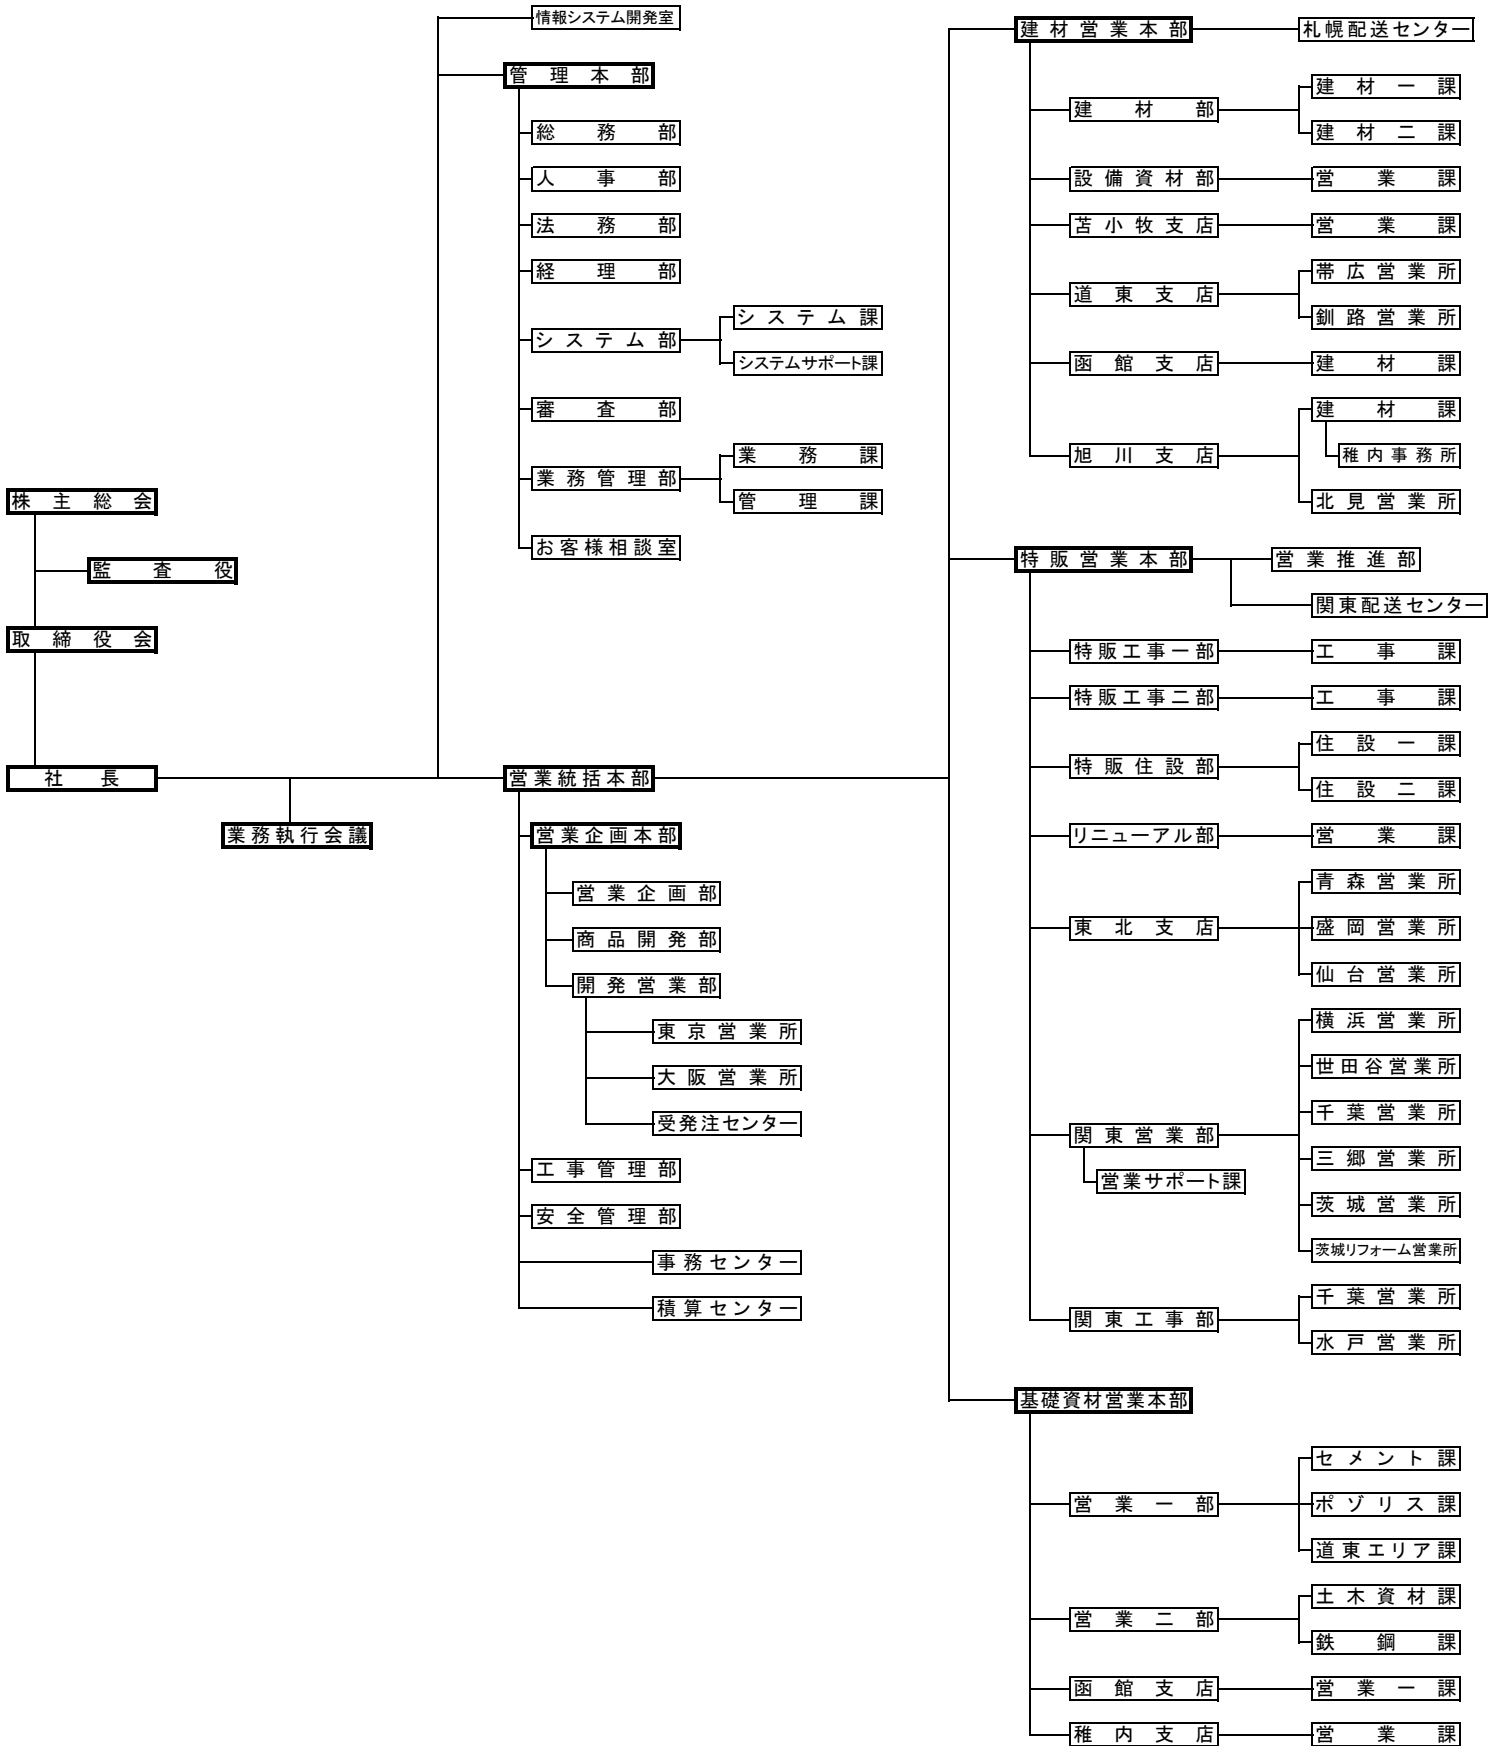 株主総会
監査役
取締役会
社長
業務執行会議
情報システム開発室
管理本部
総務部
人事部
法務部
経理部
システム部
システム課
システムサポート課
審査部
業務管理部
業務課
管理課
お客様相談室
営業統括本部
営業企画本部
営業企画部
商品開発部
開発営業部
東京営業所
大阪営業所
受発注センター
工事管理部
安全管理部
事務センター
積算センター
建材営業本部
札幌配送センター
建材部
建材一課
建材二課
設備資材部
営業課
苫小牧支店
営業課
道東支店
帯広営業所
釧路営業所
函館支店
建材課
旭川支店
建材課
稚内事務所
北見営業所
特販営業本部
営業推進部
関東配送センター
特販工事一部
工事課
特販工事二部
工事課
特販住設部
住設一課
住設二課
リニューアル部
営業課
東北支店
青森営業所
盛岡営業所
仙台営業所
関東営業部
営業サポート課
横浜営業所
世田谷営業所
千葉営業所
三郷営業所
茨城営業所
茨城リフォーム営業所
関東工事部
千葉営業所
水戸営業所
基礎資材営業本部
営業一部
セメント課
ポゾリス課
道東エリア課
営業二部
土木資材課
鉄鋼課
函館支店
営業一課
稚内支店
営業課